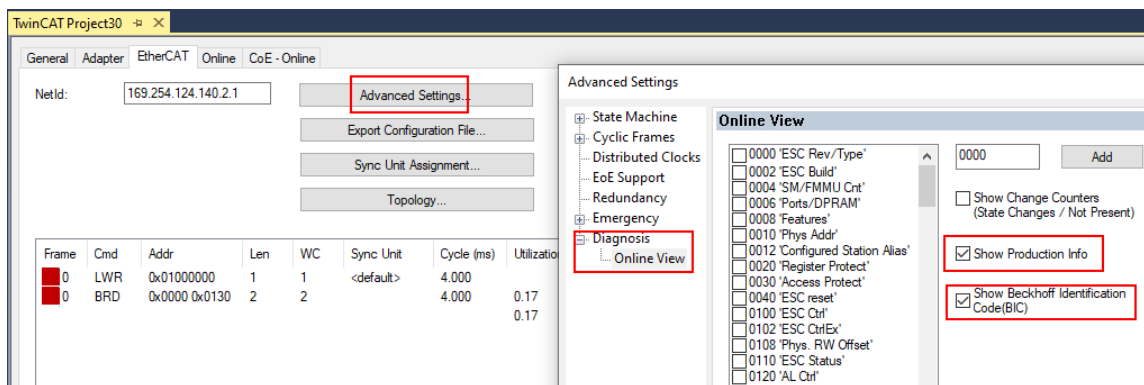 TwinCAT Project30
General Adapter EtherCAT Online CoE - Online
NetId: 169.254.124.140.2.1
Advanced Settings...
Export Configuration File...
Sync Unit Assignment...
Topology...
Frame Cmd Addr Len WC Sync Unit Cycle (ms) Utilizatio
0 LWR 0x01000000 1 1 <default> 4.000
0 BRD 0x0000 0x0130 2 2 4.000 0.17
0.17
Advanced Settings
State Machine
Cyclic Frames
Distributed Clocks
EoE Support
Redundancy
Emergency
Diagnosis
Online View
Online View
0000 'ESC Rev/Type'
0002 'ESC Build'
0004 'SM/FMMU Cnt'
0006 'Ports/DPRAM'
0008 'Features'
0010 'Phys Addr'
0012 'Configured Station Alias'
0020 'Register Protect'
0030 'Access Protect'
0040 'ESC reset'
0100 'ESC Ctrl'
0102 'ESC CtrlEx'
0108 'Phys. RW Offset'
0110 'ESC Status'
0120 'AL Ctrl'
0000 Add
Show Change Counters
(State Changes / Not Present)
Show Production Info
Show Beckhoff Identification
Code(BIC)